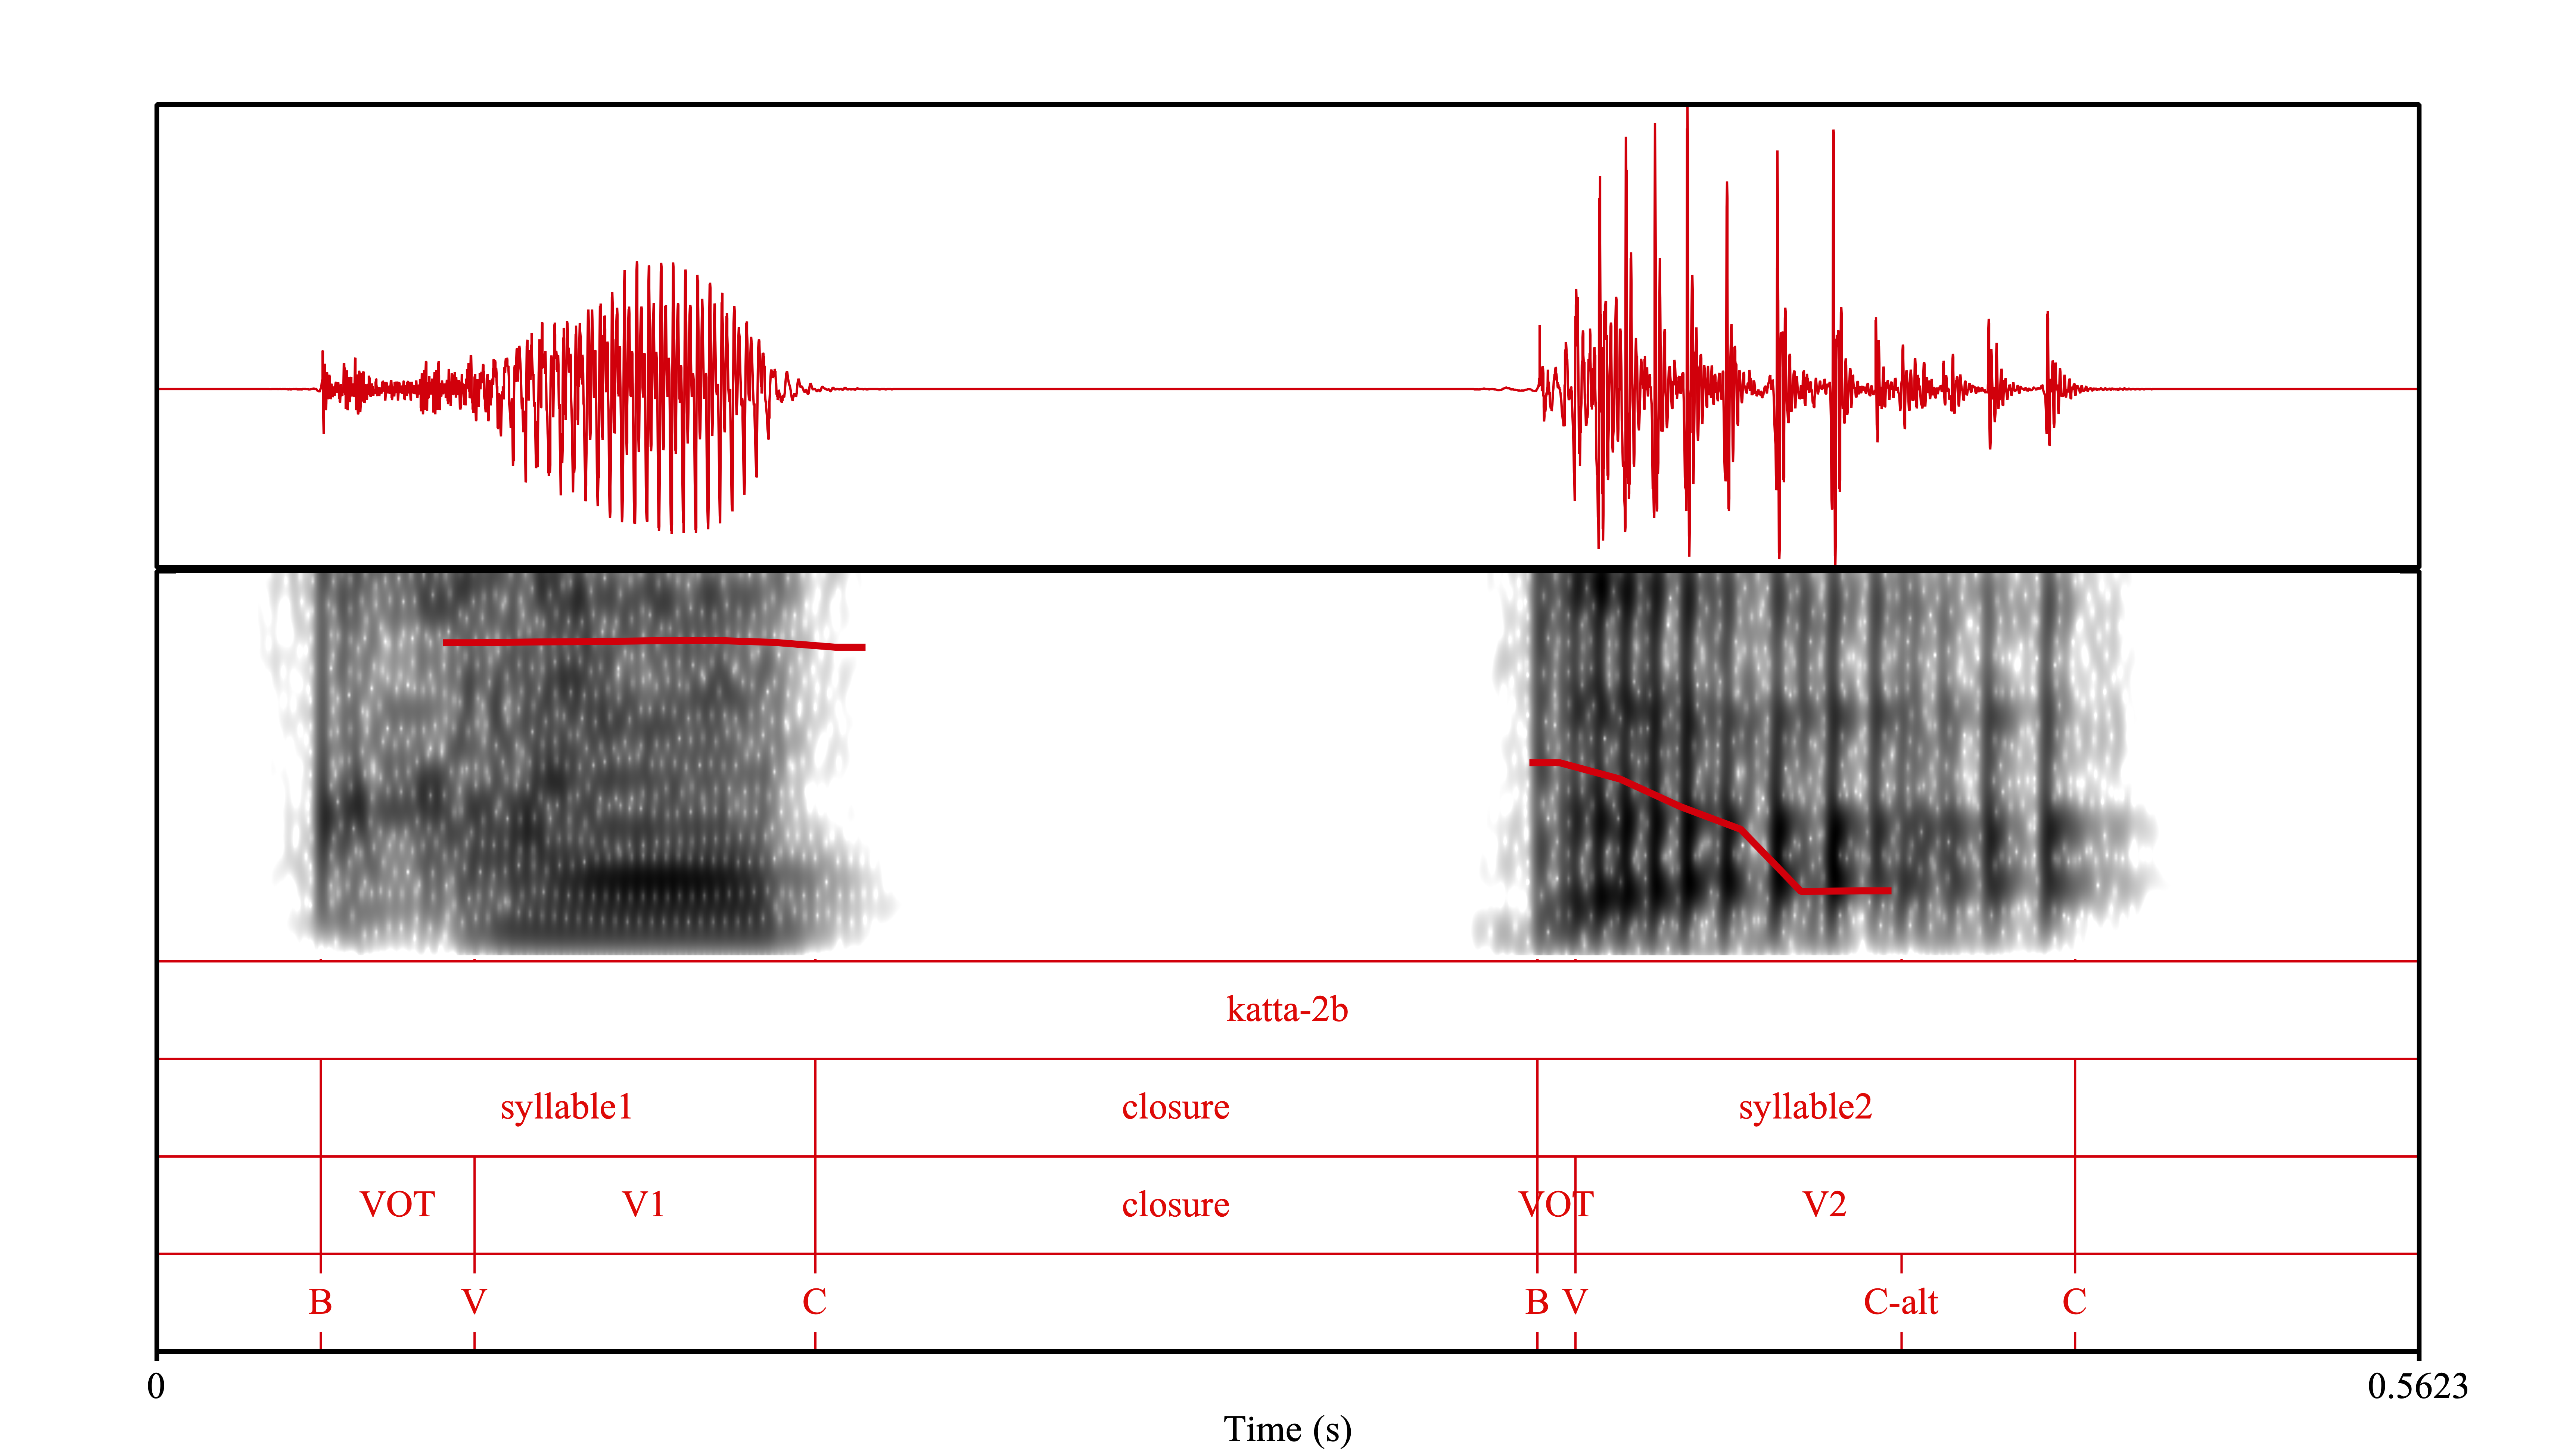 katta-2b
syllable1 closure syllable2
VOT V1 closure VOT V2
B V C B V C-alt C
0 0.5623
Time (s)